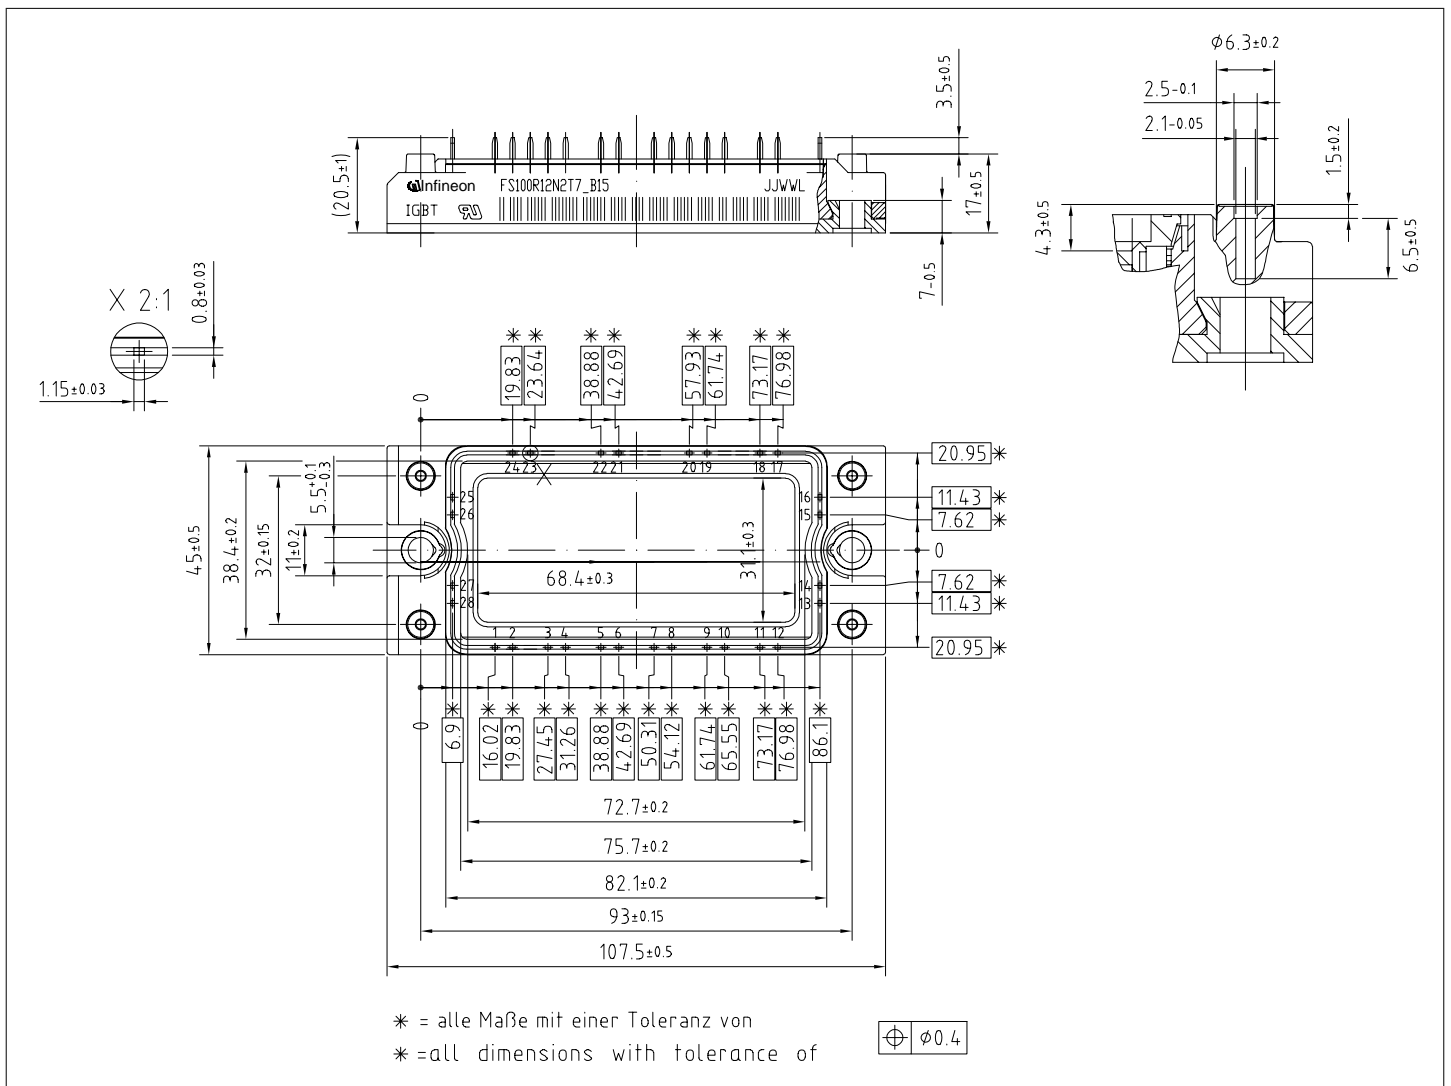 ⌀6.3±0.2
2.5-0.1
2.1-0.05
1.5±0.2
4.3±0.5
6.5±0.5
3.5±0.5
(20.5±1)
17±0.5
7-0.5
infineon FS100R12N2T7_B15 JJWWL
IGBT
X 2:1
0.8±0.03
1.15±0.03
* * * * * * * *
19.83 23.64 38.88 42.69 57.93 61.74 73.17 76.98
0
24 23 22 21 20 19 18 17
X
20.95 *
25 16 11.43 *
26 15 7.62 *
0
27 14 7.62 *
28 13 11.43 *
20.95 *
45±0.5
38.4±0.2
32±0.15
11±0.2
5.5+0.1
-0.3
68.4±0.3
31.1±0.3
1 2 3 4 5 6 7 8 9 10 11 12
0
* * * * * * * * * * * * * *
6.9 16.02 19.83 27.45 31.26 38.88 42.69 50.31 54.12 61.74 65.55 73.17 76.98 86.1
72.7±0.2
75.7±0.2
82.1±0.2
93±0.15
107.5±0.5
* = alle Maße mit einer Toleranz von
* =all dimensions with tolerance of
⌖ ⌀0.4